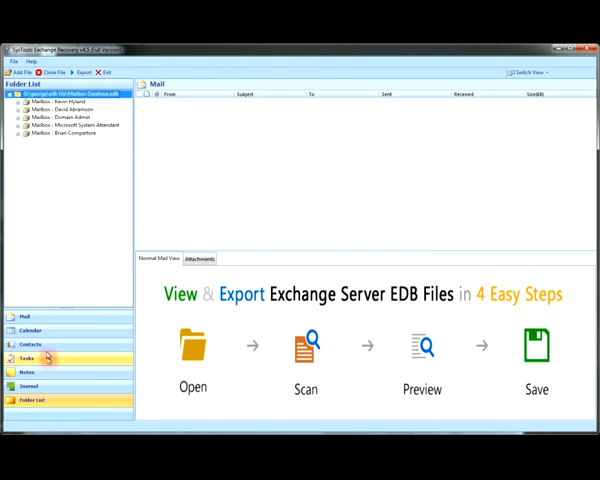 SysTools Exchange Recovery v4.5 (Full Version)
File Help
Add File Close File Export Exit Switch View
Folder List
Mail
From Subject To Sent Received Size(KB)
Mailbox - Kevin Hyland
Mailbox - David Abramson
Mailbox - Domain Admin
Mailbox - Microsoft System Attendant
Mailbox - Brian Compertore
Normal Mail View Attachments
View & Export Exchange Server EDB Files in 4 Easy Steps
Open Scan Preview Save
Mail
Calendar
Contacts
Tasks
Notes
Journal
Folder List